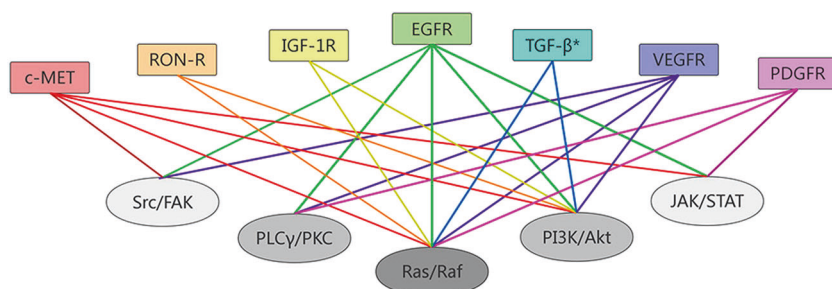 EGFR
IGF-1R
TGF-β*
RON-R
VEGFR
c-MET
PDGFR
Src/FAK
JAK/STAT
PLCγ/PKC
PI3K/Akt
Ras/Raf